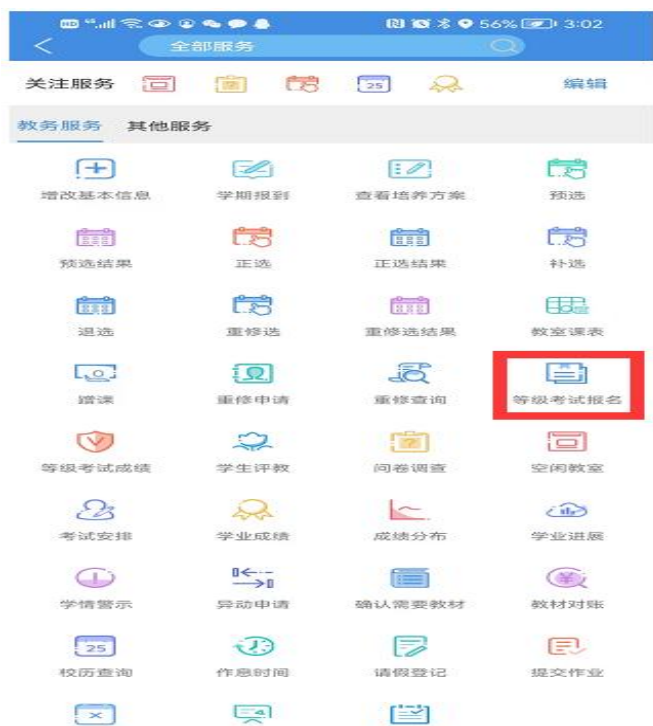 HD 56% 3:02
全部服务
关注服务 25 编辑
教务服务 其他服务
增改基本信息 学期报到 查看培养方案 预选
预选结果 正选 正选结果 补选
退选 重修选 重修选结果 教室课表
蹭课 重修申请 重修查询 等级考试报名
等级考试成绩 学生评教 问卷调查 空闲教室
考试安排 学业成绩 成绩分布 学业进展
学情警示 异动申请 确认需要教材 教材对账
25
校历查询 作息时间 请假登记 提交作业